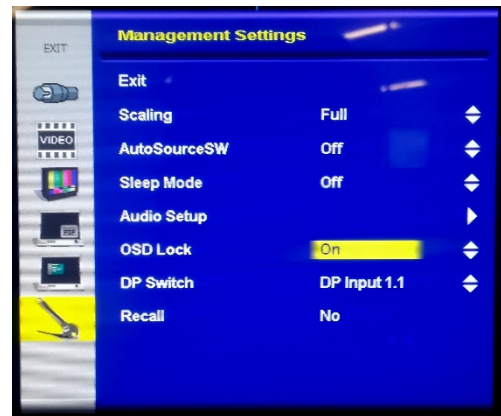 EXIT
Management Settings
Exit
Scaling Full
VIDEO
AutoSourceSW Off
Sleep Mode Off
Audio Setup
PIP
OSD Lock On
DP Switch DP Input 1.1
Recall No